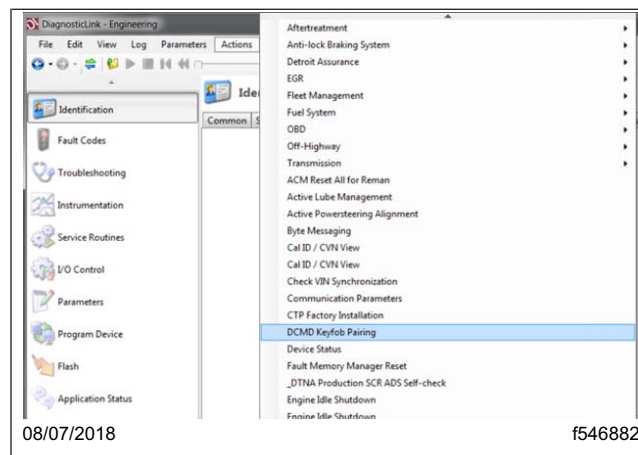 DiagnosticLink - Engineering
File Edit View Log Parameters Actions
Identification
Fault Codes
Troubleshooting
Instrumentation
Service Routines
I/O Control
Parameters
Program Device
Flash
Application Status
Ide
Common S
Aftertreatment
Anti-lock Braking System
Detroit Assurance
EGR
Fleet Management
Fuel System
OBD
Off-Highway
Transmission
ACM Reset All for Reman
Active Lube Management
Active Powersteering Alignment
Byte Messaging
Cal ID / CVN View
Cal ID / CVN View
Check VIN Synchronization
Communication Parameters
CTP Factory Installation
DCMD Keyfob Pairing
Device Status
Fault Memory Manager Reset
_DTNA Production SCR ADS Self-check
Engine Idle Shutdown
Engine Idle Shutdown
08/07/2018 f546882